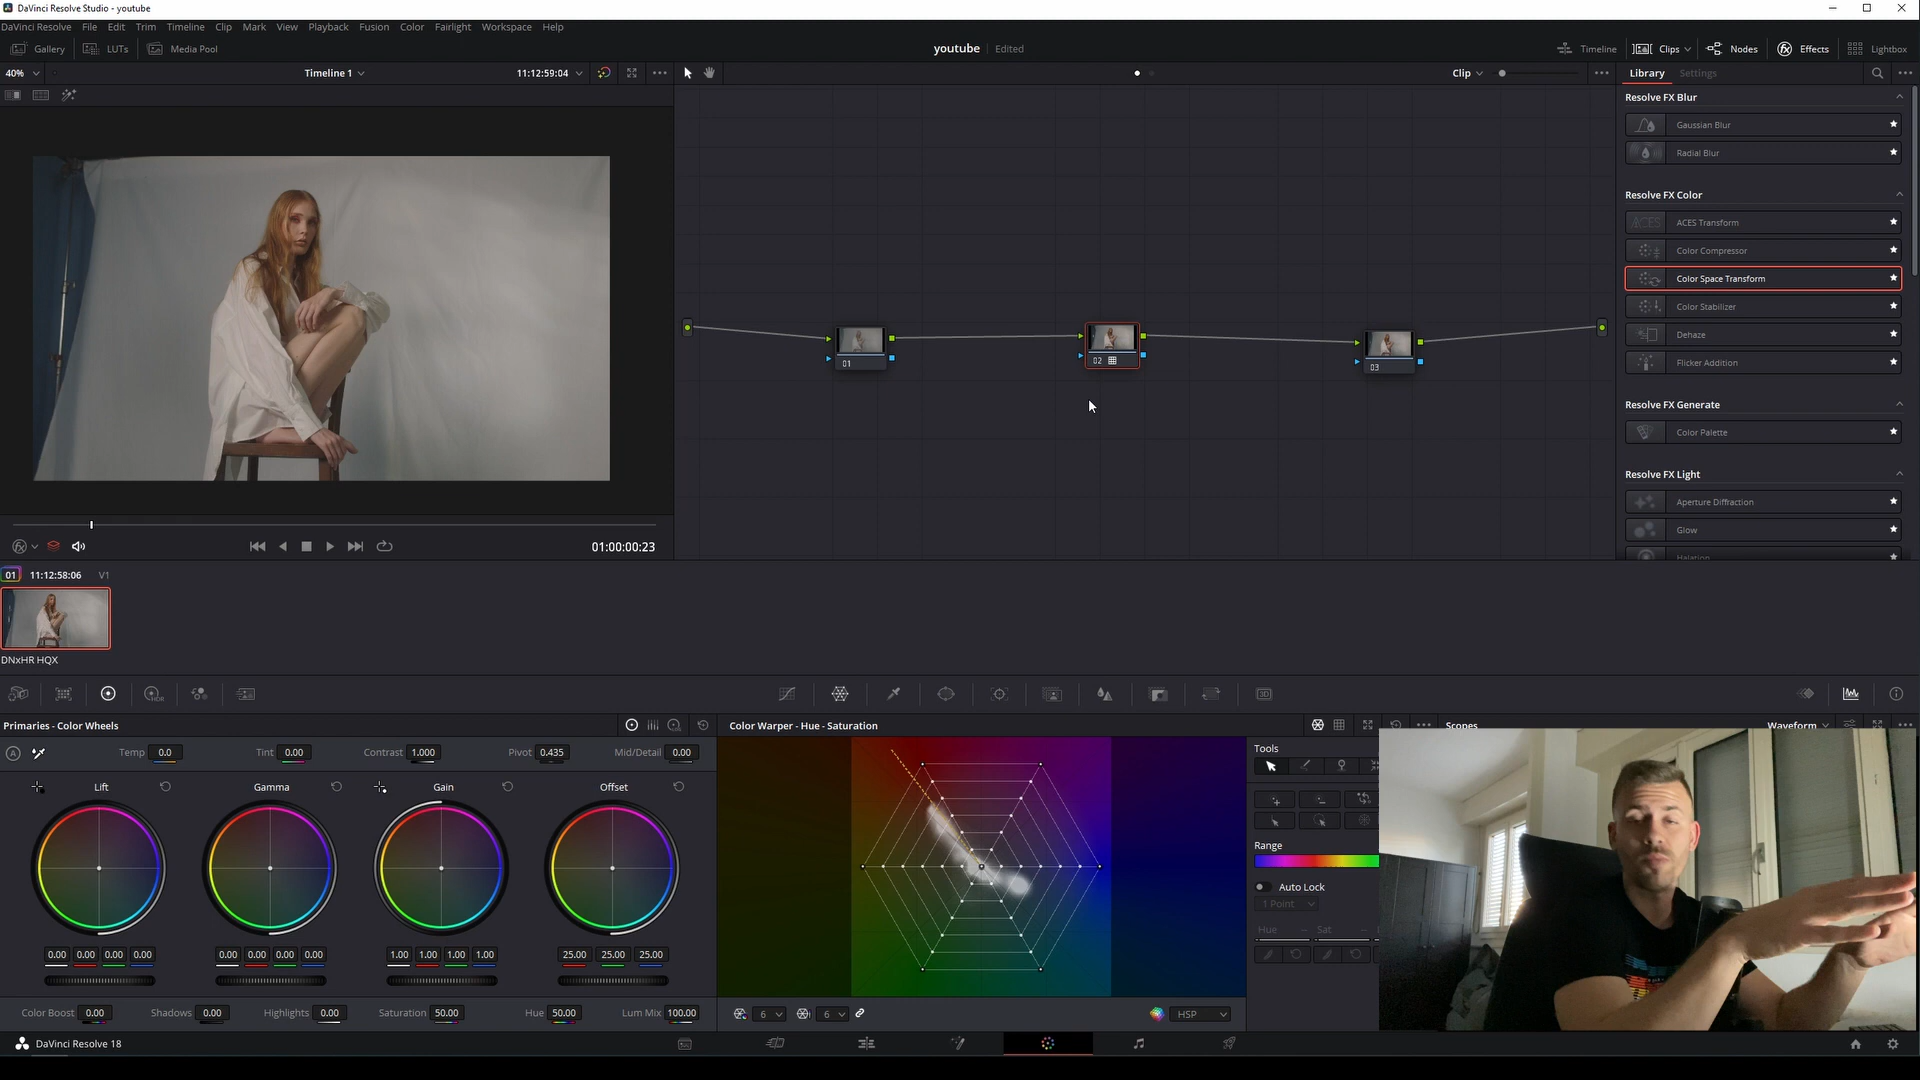 DaVinci Resolve Studio - youtube
DaVinci Resolve File Edit Trim Timeline Clip Mark View Playback Fusion Color Fairlight Workspace Help
Gallery LUTs Media Pool youtube Edited Timeline Clips Nodes Effects Lightbox
40% Timeline 1 11:12:59:04 Clip Library Settings
Resolve FX Blur
Gaussian Blur
Radial Blur
Resolve FX Color
ACES Transform
Color Compressor
Color Space Transform
Color Stabilizer
Dehaze
Flicker Addition
Resolve FX Generate
Color Palette
Resolve FX Light
Aperture Diffraction
Glow
Halation
01
02
03
01:00:00:23
01 11:12:58:06 V1
DNxHR HQX
Primaries - Color Wheels
Color Warper - Hue - Saturation
Scopes Waveform
Temp 0.0 Tint 0.00 Contrast 1.000 Pivot 0.435 Mid/Detail 0.00
Tools
Lift Gamma Gain Offset
Range
Auto Lock
1 Point
Hue -- Sat --
0.00 0.00 0.00 0.00 0.00 0.00 0.00 0.00 1.00 1.00 1.00 1.00 25.00 25.00 25.00
Color Boost 0.00 Shadows 0.00 Highlights 0.00 Saturation 50.00 Hue 50.00 Lum Mix 100.00
6 6 HSP
DaVinci Resolve 18